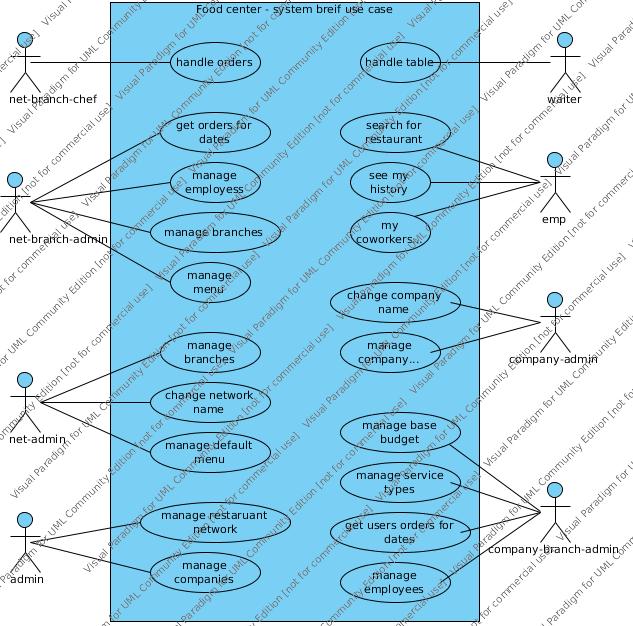 Food center - system breif use case
handle orders
handle table
net-branch-chef
waiter
get orders for
dates
search for
restaurant
manage
employess
see my
history
emp
net-branch-admin
manage branches
my
coworkers...
manage
menu
change company
name
company-admin
manage
branches
manage
company...
change network
name
net-admin
manage default
menu
manage base
budget
manage service
types
manage restaruant
network
get users orders for
dates
company-branch-admin
admin
manage
companies
manage
employees
Visual Paradigm for UML Community Edition [not for commercial use]